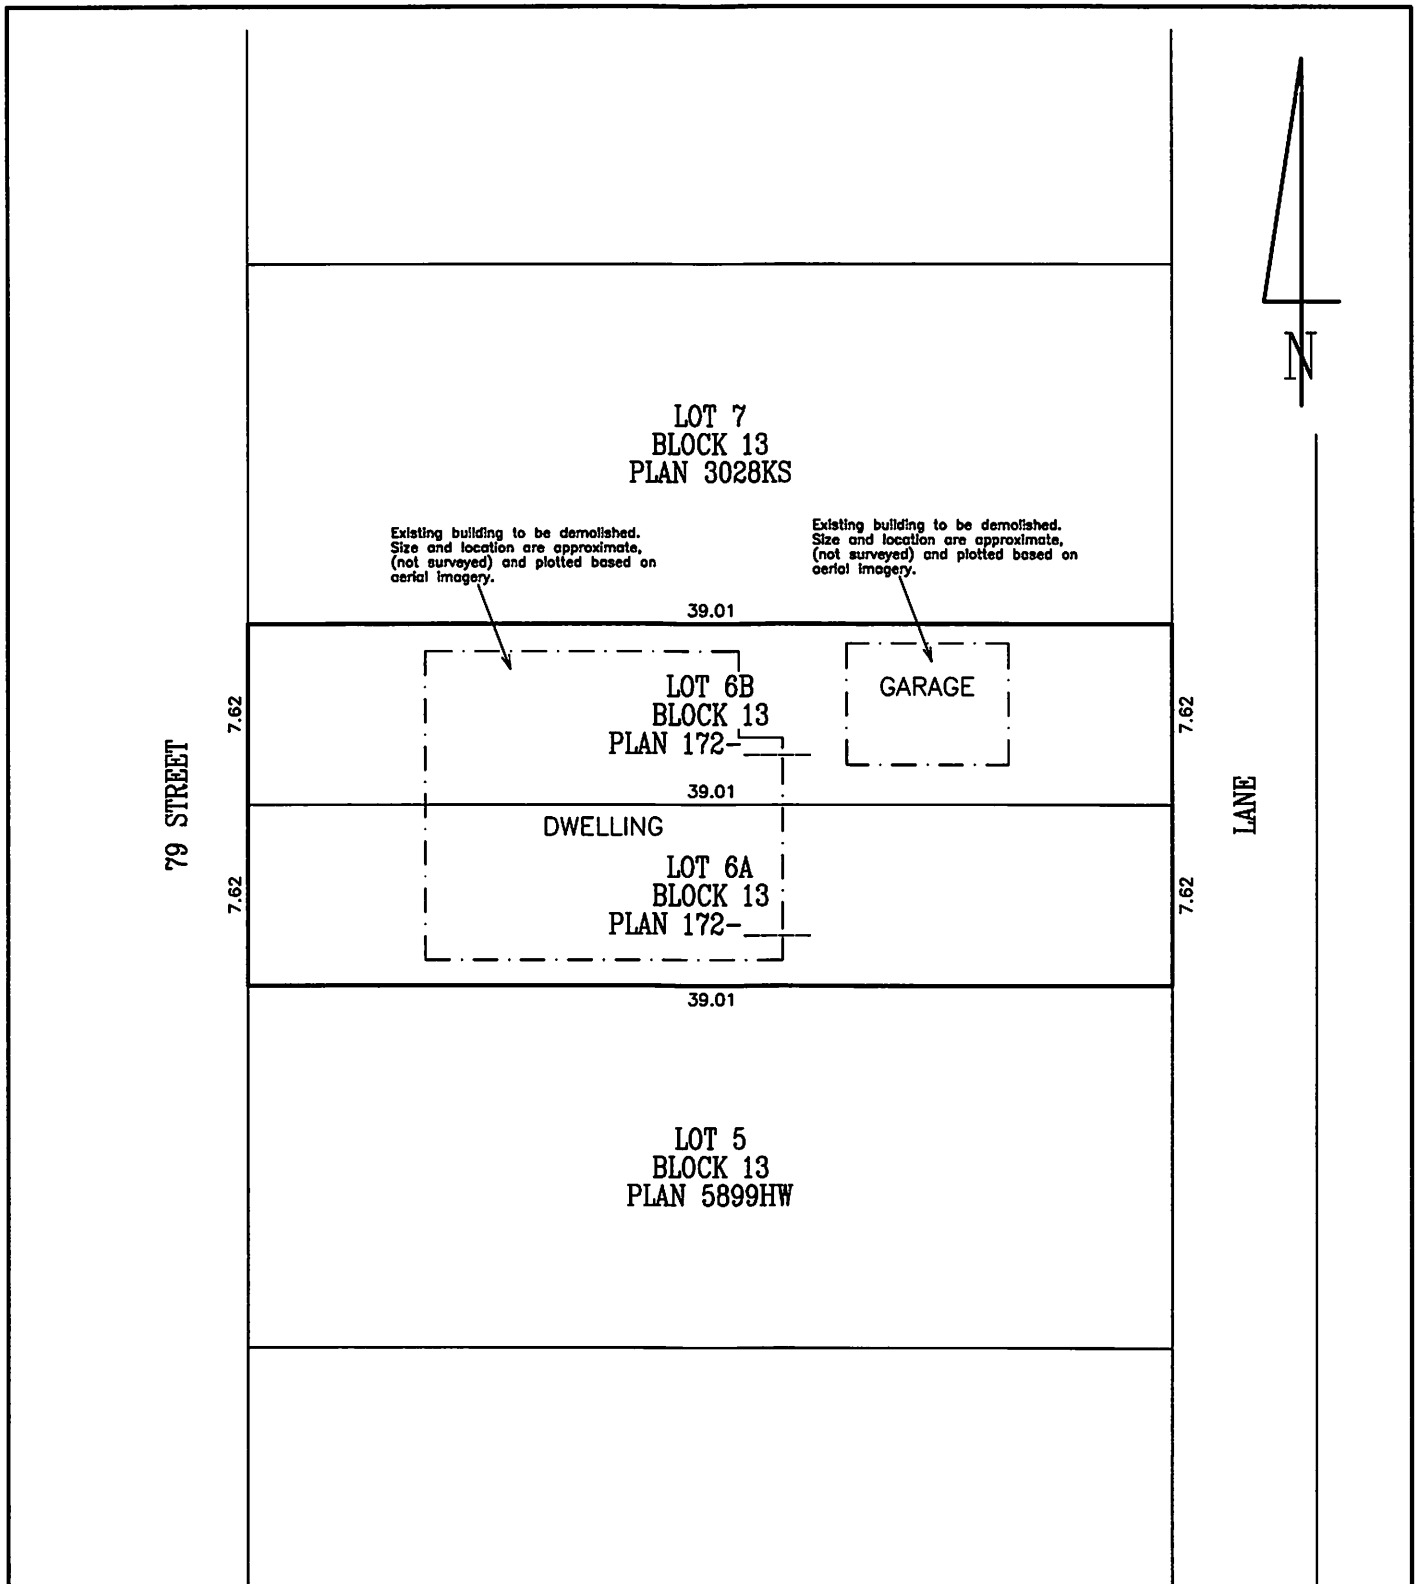 N
LOT 7
BLOCK 13
PLAN 3028KS
Existing building to be demolished.
Size and location are approximate,
(not surveyed) and plotted based on
aerial imagery.
Existing building to be demolished.
Size and location are approximate,
(not surveyed) and plotted based on
aerial imagery.
39.01
7.62
LOT 6B
BLOCK 13
PLAN 172-
GARAGE
7.62
79 STREET
39.01
LANE
DWELLING
7.62
LOT 6A
BLOCK 13
PLAN 172-
7.62
39.01
LOT 5
BLOCK 13
PLAN 5899HW